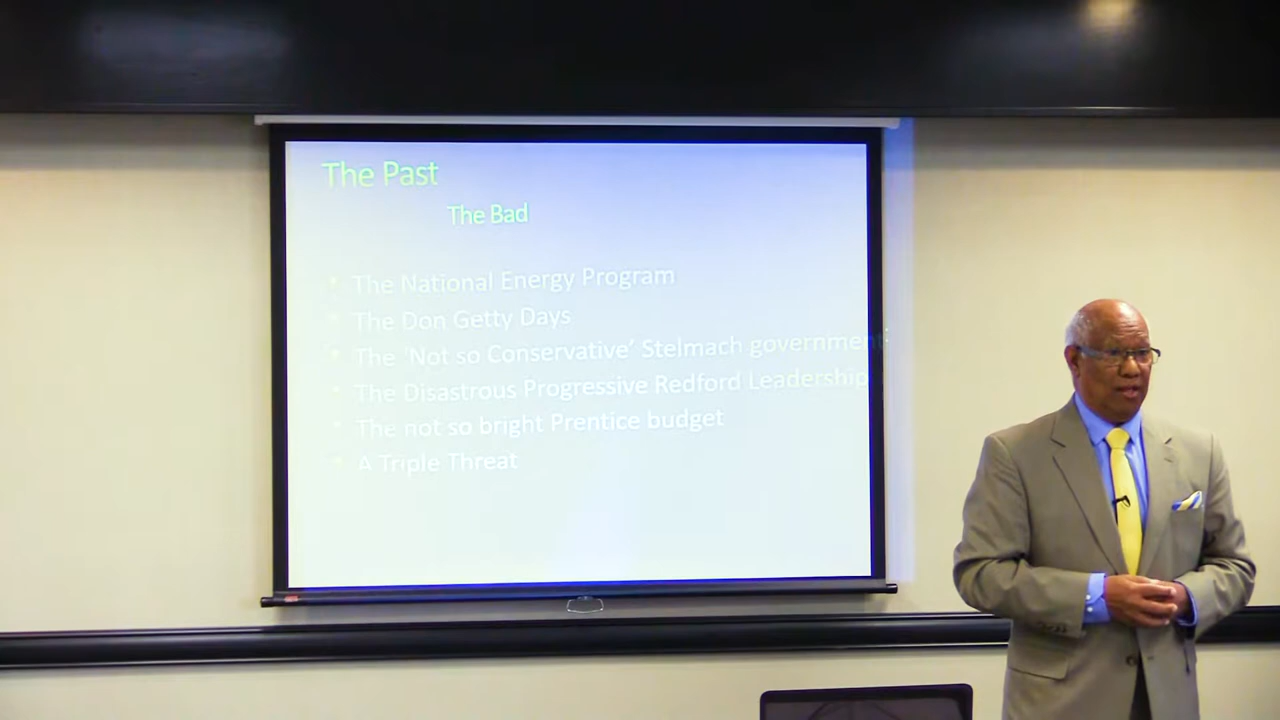 The Past
The Bad
• The National Energy Program
• The Don Getty Days
• The 'Not so Conservative' Stelmach government
• The Disastrous Progressive Redford Leadership
• The not so bright Prentice budget
• A Triple Threat